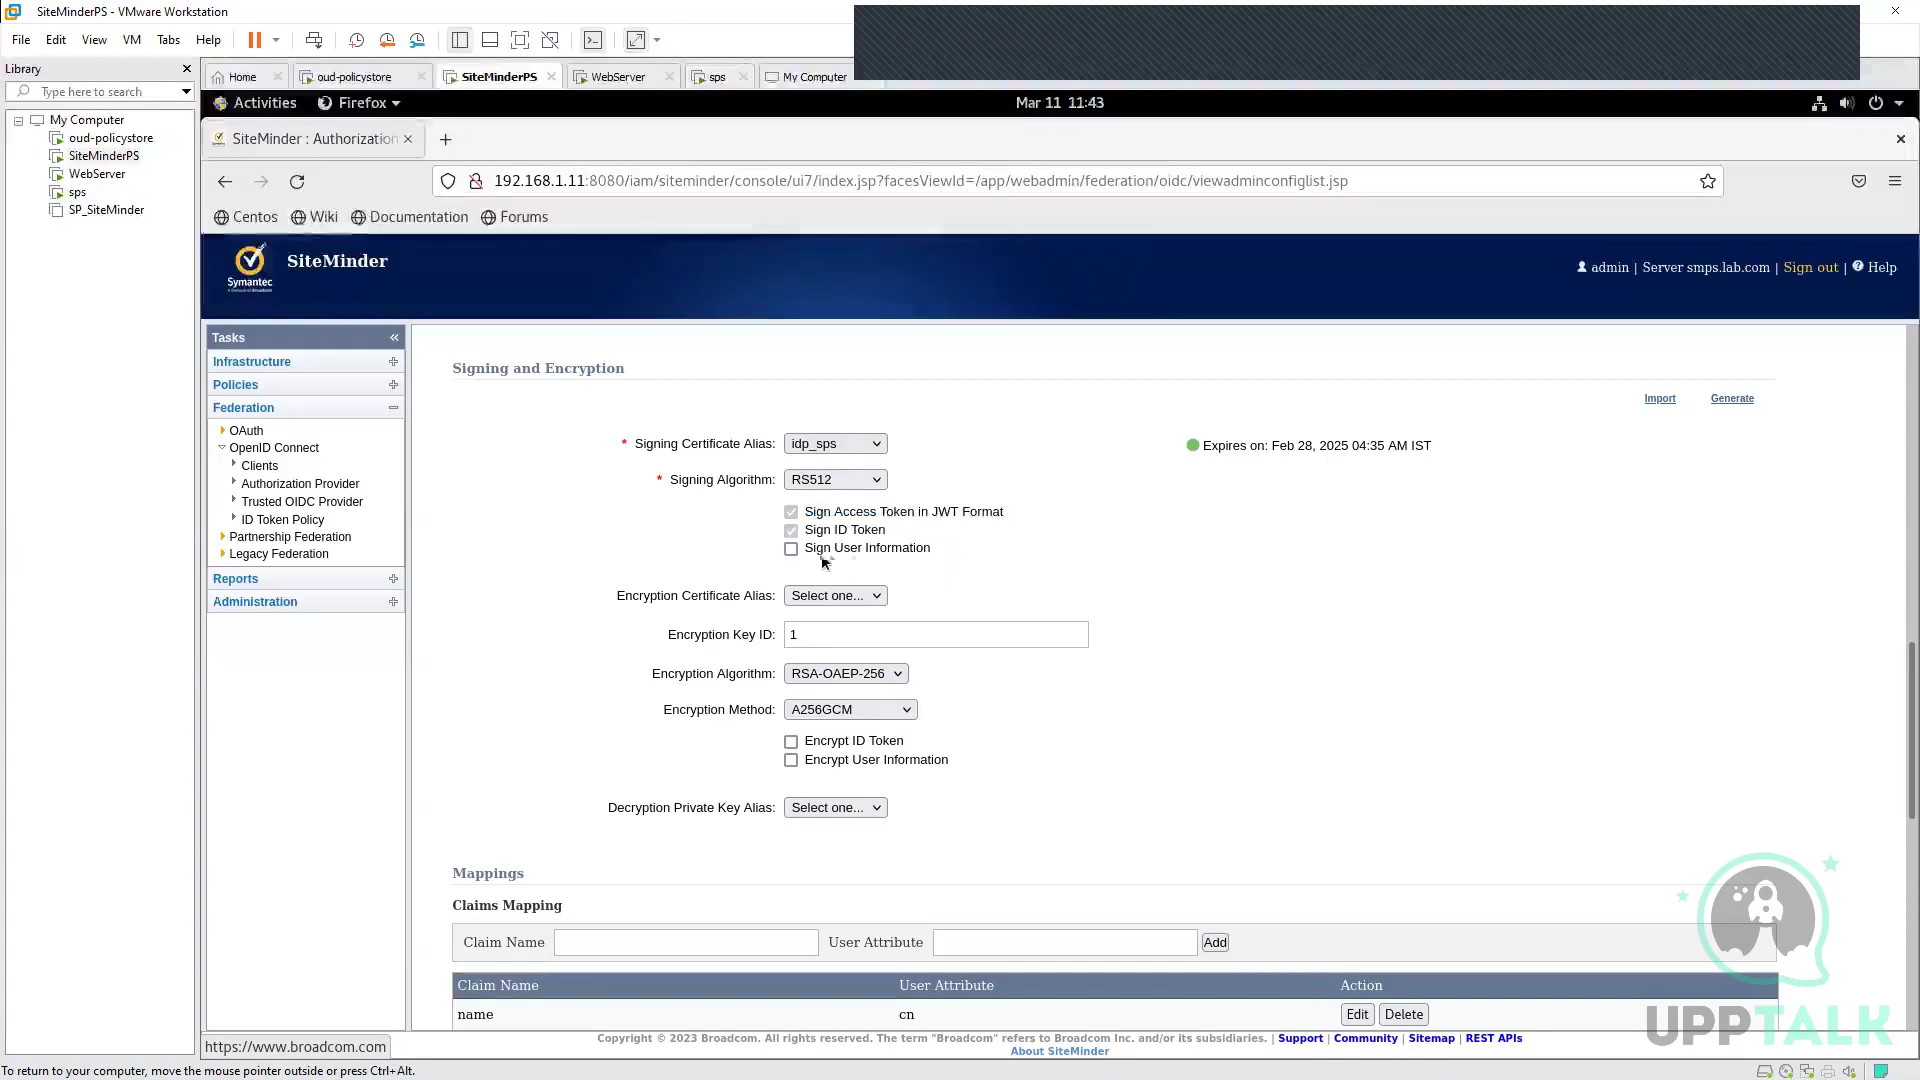 SiteMinderPS - VMware Workstation
File Edit View VM Tabs Help
Library
Type here to search
My Computer
oud-policystore
SiteMinderPS
WebServer
sps
SP_SiteMinder
Home oud-policystore SiteMinderPS WebServer sps My Computer
Activities Firefox Mar 11 11:43
SiteMinder : Authorization
192.168.1.11:8080/iam/siteminder/console/ui7/index.jsp?facesViewId=/app/webadmin/federation/oidc/viewadminconfiglist.jsp
Centos Wiki Documentation Forums
Symantec
SiteMinder
admin | Server smps.lab.com | Sign out | Help
Tasks
Infrastructure
Policies
Federation
OAuth
OpenID Connect
Clients
Authorization Provider
Trusted OIDC Provider
ID Token Policy
Partnership Federation
Legacy Federation
Reports
Administration
Signing and Encryption
Import Generate
* Signing Certificate Alias: idp_sps Expires on: Feb 28, 2025 04:35 AM IST
* Signing Algorithm: RS512
Sign Access Token in JWT Format
Sign ID Token
Sign User Information
Encryption Certificate Alias: Select one...
Encryption Key ID: 1
Encryption Algorithm: RSA-OAEP-256
Encryption Method: A256GCM
Encrypt ID Token
Encrypt User Information
Decryption Private Key Alias: Select one...
Mappings
Claims Mapping
Claim Name User Attribute Add
Claim Name User Attribute Action
name cn Edit Delete
https://www.broadcom.com
Copyright © 2023 Broadcom. All rights reserved. The term "Broadcom" refers to Broadcom Inc. and/or its subsidiaries. | Support | Community | Sitemap | REST APIs
About SiteMinder
UPPTALK
To return to your computer, move the mouse pointer outside or press Ctrl+Alt.